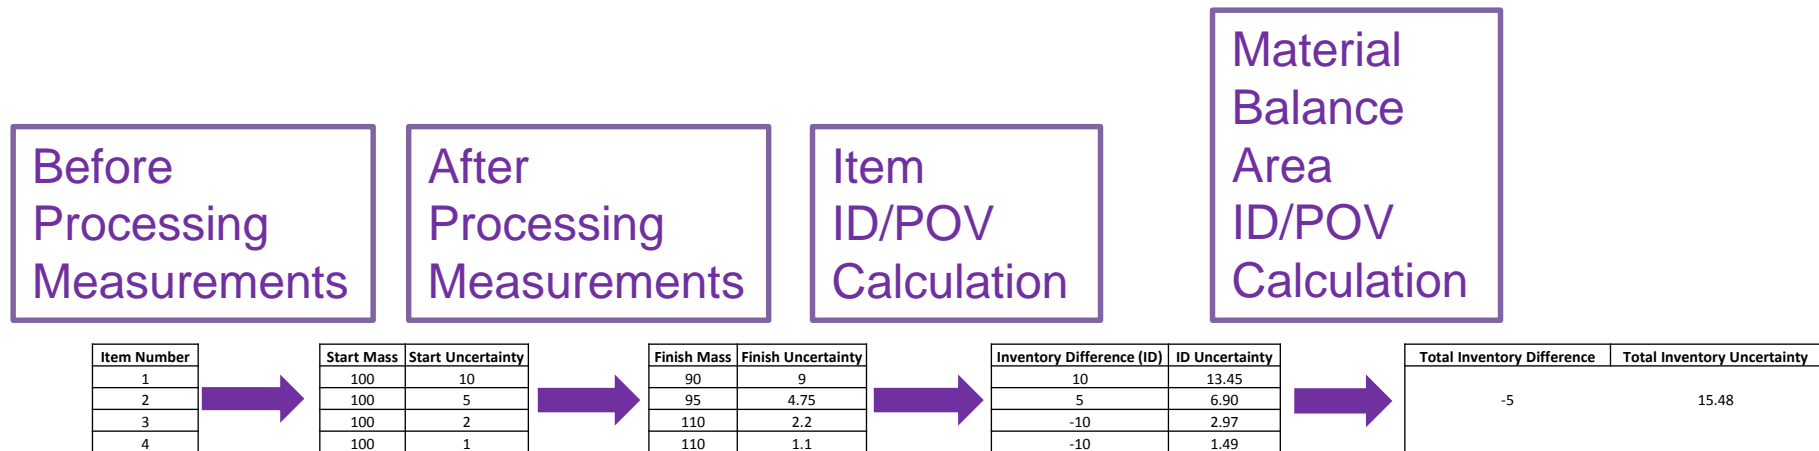 Before
Processing
Measurements
After
Processing
Measurements
Item
ID/POV
Calculation
Material
Balance
Area
ID/POV
Calculation
Item Number
1
2
3
4
Start Mass Start Uncertainty
100 10
100 5
100 2
100 1
Finish Mass Finish Uncertainty
90 9
95 4.75
110 2.2
110 1.1
Inventory Difference (ID) ID Uncertainty
10 13.45
5 6.90
-10 2.97
-10 1.49
Total Inventory Difference Total Inventory Uncertainty
-5 15.48